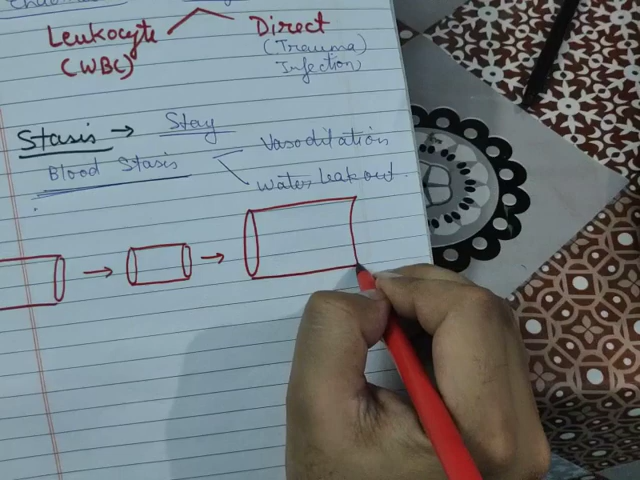 Leukocyte Direct
(WBC) (Trauma)
Infection)
Stasis → Stay
Blood Stasis Vasodilation
Water leakout.